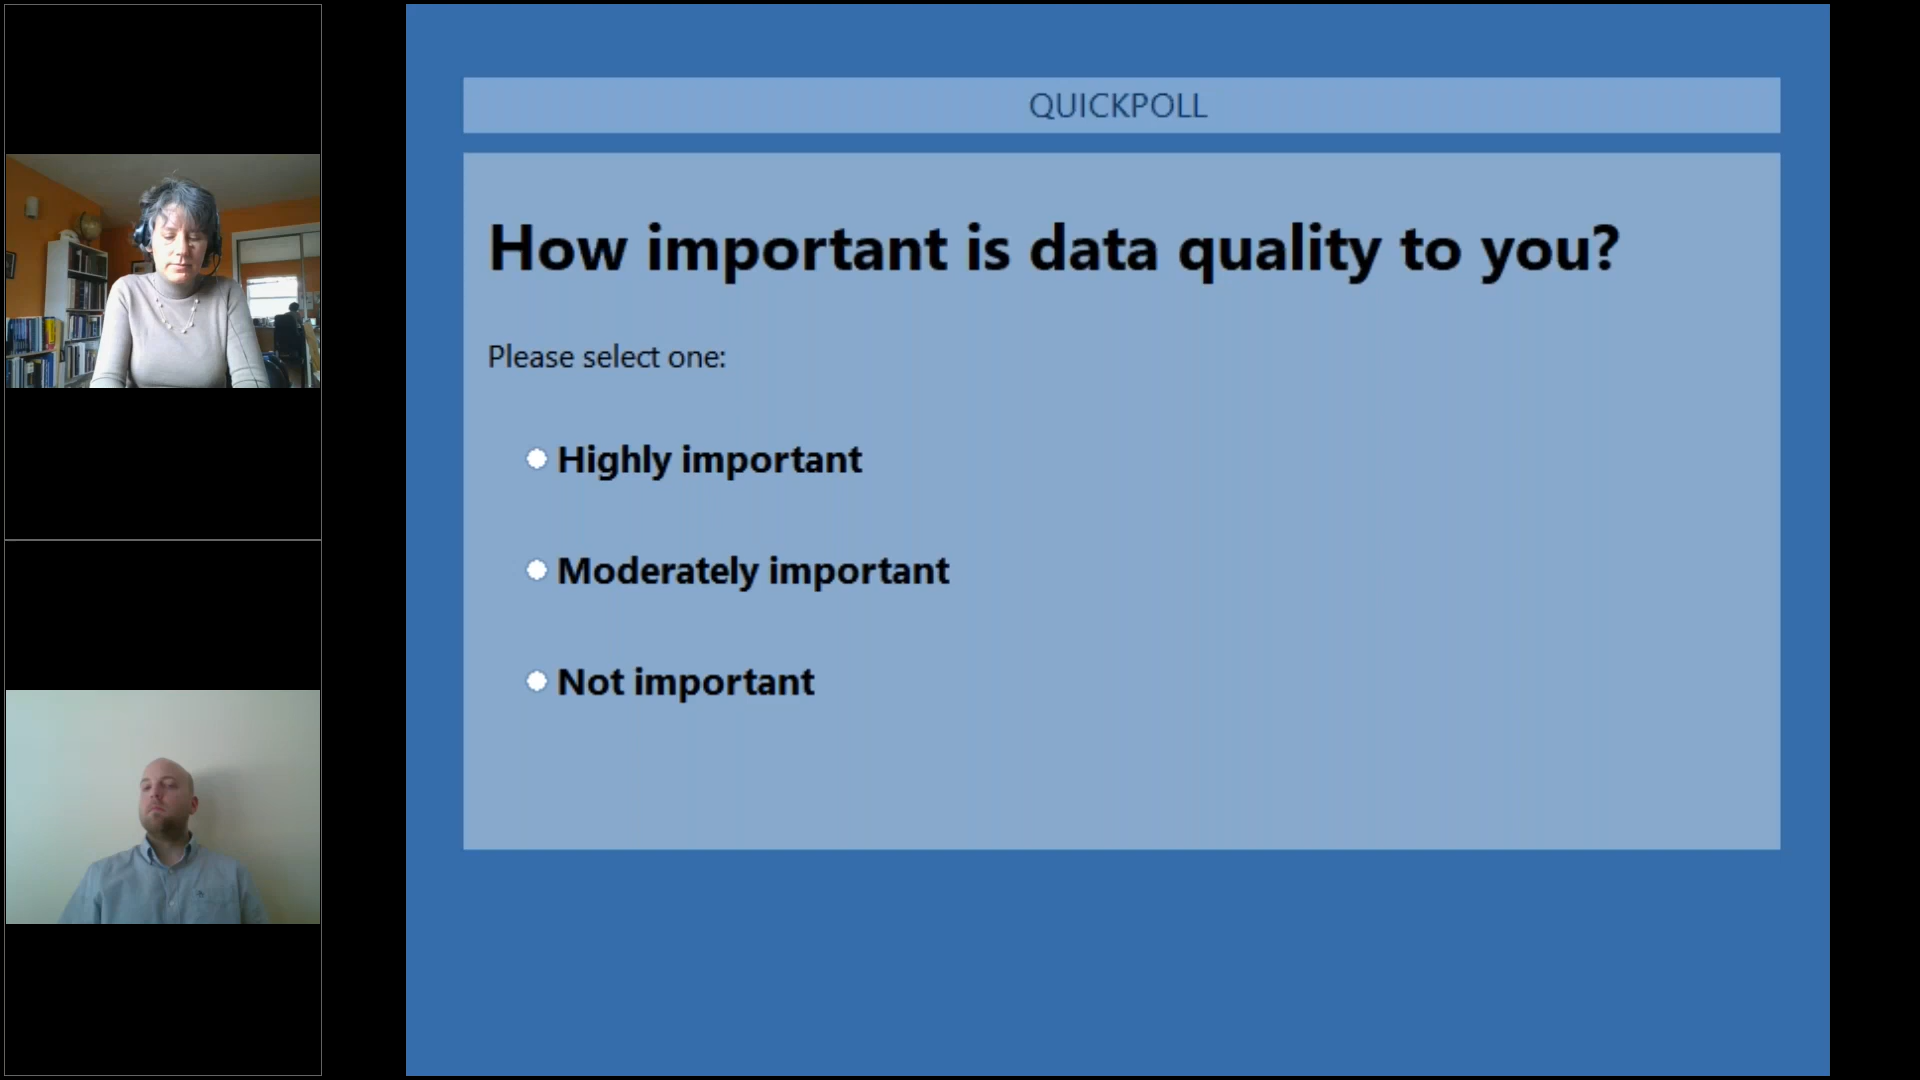 QUICKPOLL
How important is data quality to you?
Please select one:
Highly important
Moderately important
Not important